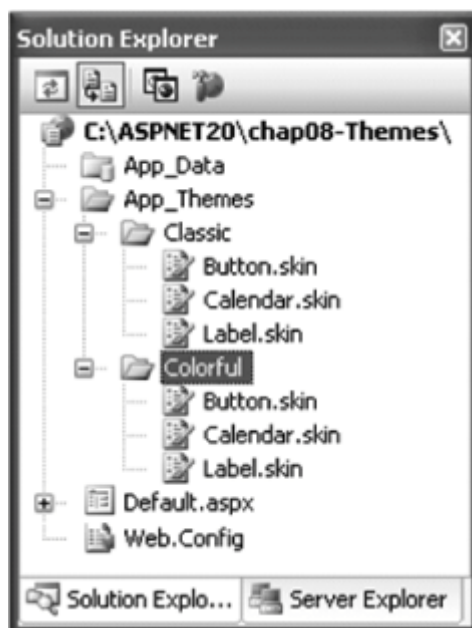 Solution Explorer
C:\ASPNET20\chap08-Themes\
App_Data
App_Themes
Classic
Button.skin
Calendar.skin
Label.skin
Colorful
Button.skin
Calendar.skin
Label.skin
Default.aspx
Web.Config
Solution Explo... Server Explorer